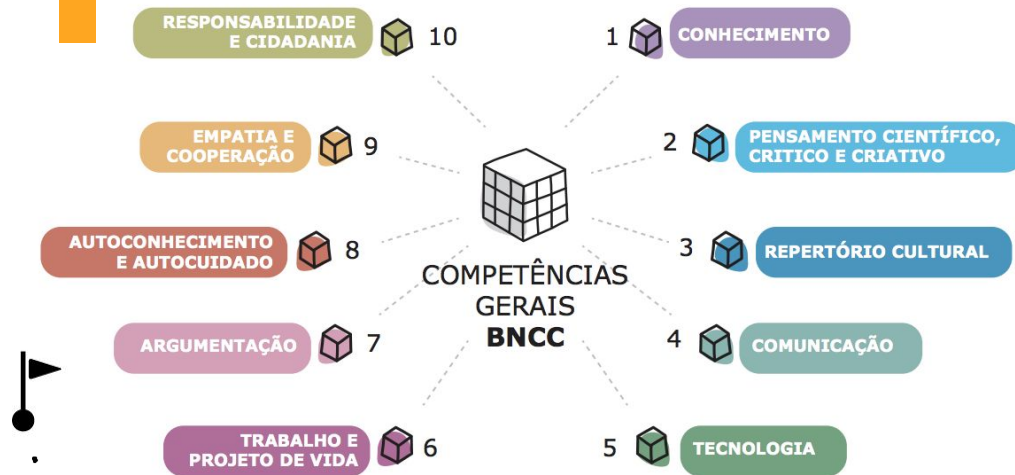 RESPONSABILIDADE
E CIDADANIA
10
1
CONHECIMENTO
EMPATIA E
COOPERAÇÃO
9
2
PENSAMENTO CIENTÍFICO,
CRITICO E CRIATIVO
AUTOCONHECIMENTO
E AUTOCUIDADO
8
3
REPERTÓRIO CULTURAL
COMPETÊNCIAS
GERAIS
BNCC
ARGUMENTAÇÃO
7
4
COMUNICAÇÃO
TRABALHO E
PROJETO DE VIDA
6
5
TECNOLOGIA